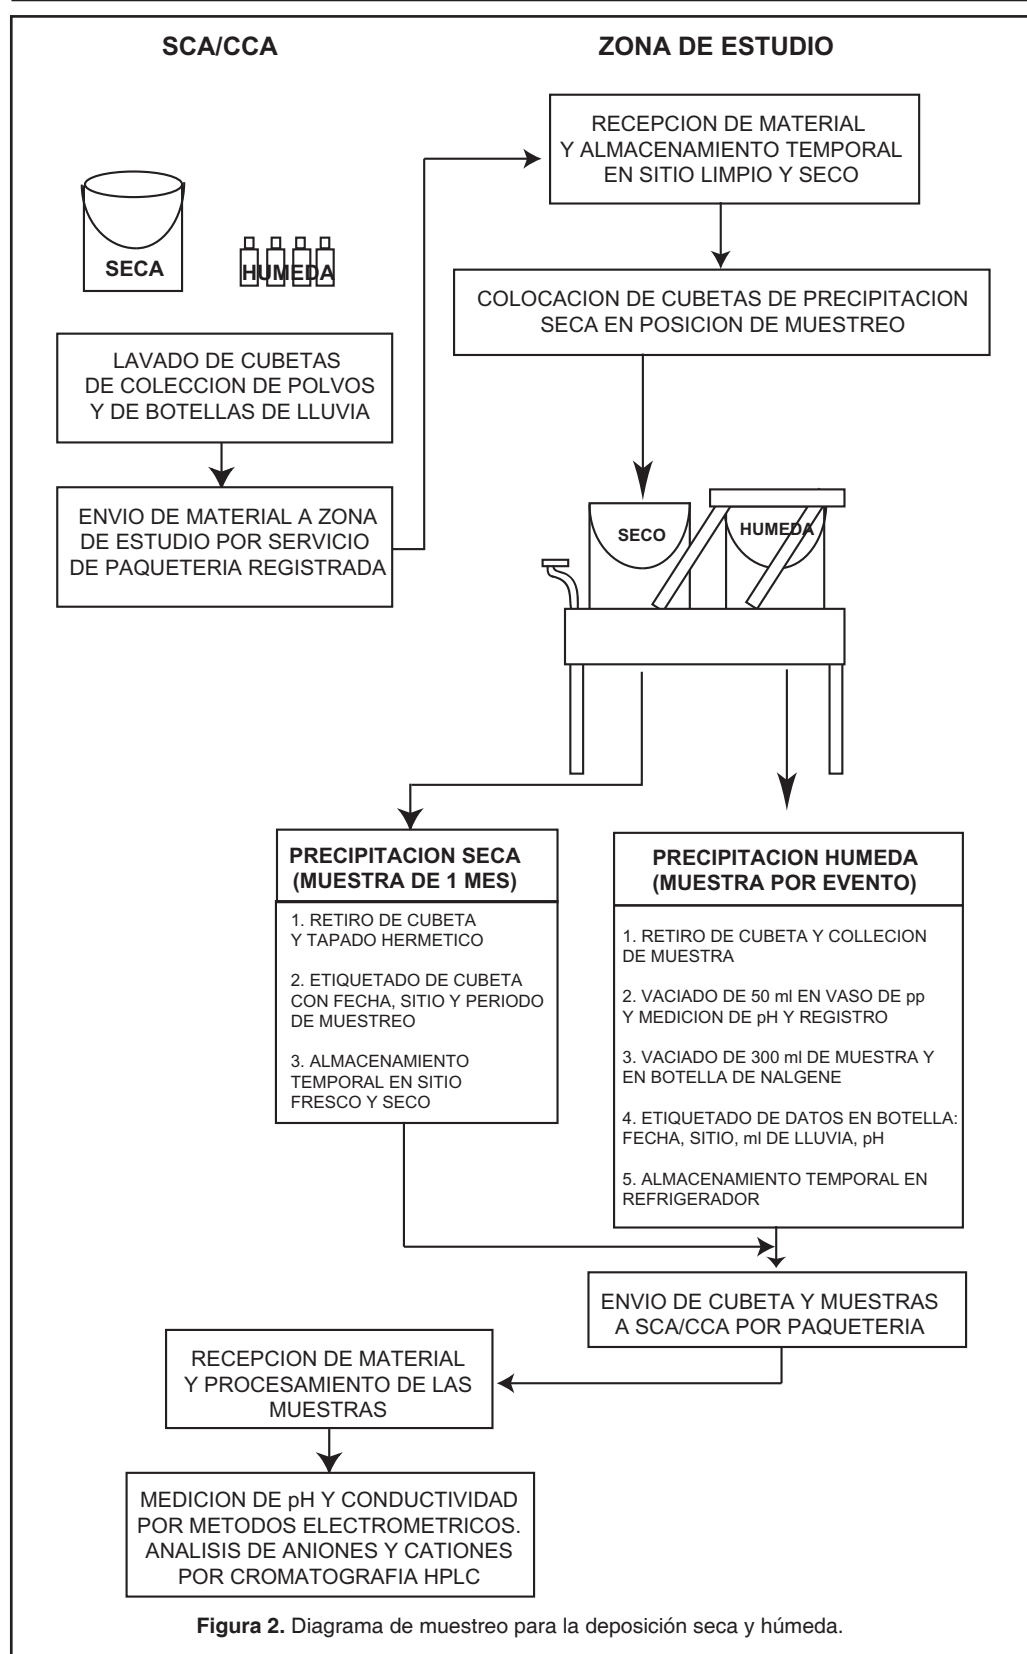 SCA/CCA
ZONA DE ESTUDIO
SECA
HUMEDA
LAVADO DE CUBETAS
DE COLECCION DE POLVOS
Y DE BOTELLAS DE LLUVIA
ENVIO DE MATERIAL A ZONA
DE ESTUDIO POR SERVICIO
DE PAQUETERIA REGISTRADA
RECEPCION DE MATERIAL
Y ALMACENAMIENTO TEMPORAL
EN SITIO LIMPIO Y SECO
COLOCACION DE CUBETAS DE PRECIPITACION
SECA EN POSICION DE MUESTREO
SECO
HUMEDA
PRECIPITACION SECA
(MUESTRA DE 1 MES)
1. RETIRO DE CUBETA
Y TAPADO HERMETICO
2. ETIQUETADO DE CUBETA
CON FECHA, SITIO Y PERIODO
DE MUESTREO
3. ALMACENAMIENTO
TEMPORAL EN SITIO
FRESCO Y SECO
PRECIPITACION HUMEDA
(MUESTRA POR EVENTO)
1. RETIRO DE CUBETA Y COLLECION
DE MUESTRA
2. VACIADO DE 50 ml EN VASO DE pp
Y MEDICION DE pH Y REGISTRO
3. VACIADO DE 300 ml DE MUESTRA Y
EN BOTELLA DE NALGENE
4. ETIQUETADO DE DATOS EN BOTELLA:
FECHA, SITIO, ml DE LLUVIA, pH
5. ALMACENAMIENTO TEMPORAL EN
REFRIGERADOR
ENVIO DE CUBETA Y MUESTRAS
A SCA/CCA POR PAQUETERIA
RECEPCION DE MATERIAL
Y PROCESAMIENTO DE LAS
MUESTRAS
MEDICION DE pH Y CONDUCTIVIDAD
POR METODOS ELECTROMETRICOS.
ANALISIS DE ANIONES Y CATIONES
POR CROMATOGRAFIA HPLC
Figura 2. Diagrama de muestreo para la deposición seca y húmeda.